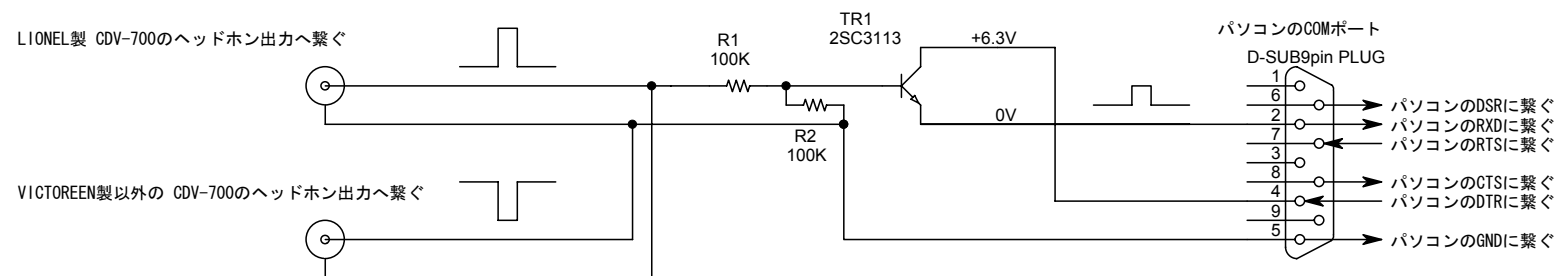 LIONEL製 CDV-700のヘッドホン出力へ繋ぐ
R1
100K
TR1
2SC3113
+6.3V
0V
R2
100K
パソコンのCOMポート
D-SUB9pin PLUG
1
6
パソコンのDSRに繋ぐ
2
パソコンのRXDに繋ぐ
7
パソコンのRTSに繋ぐ
3
8
パソコンのCTSに繋ぐ
4
パソコンのDTRに繋ぐ
9
5
パソコンのGNDに繋ぐ
VICTOREEN製以外の CDV-700のヘッドホン出力へ繋ぐ